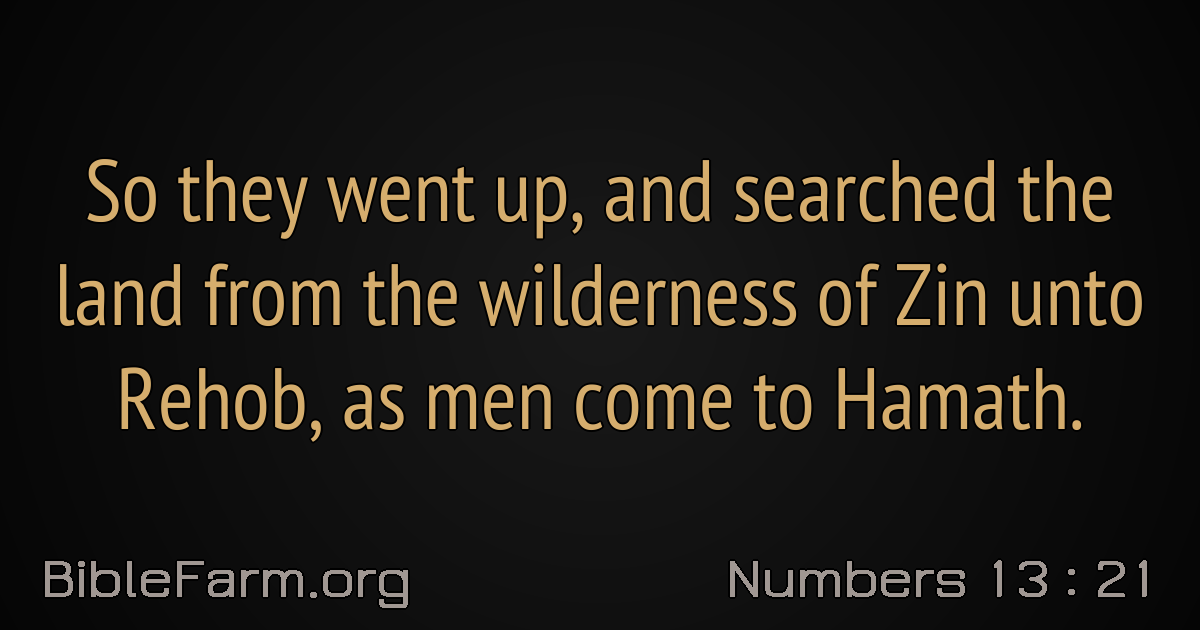 So they went up, and searched the
land from the wilderness of Zin unto
Rehob, as men come to Hamath.
BibleFarm.org
Numbers 13 : 21